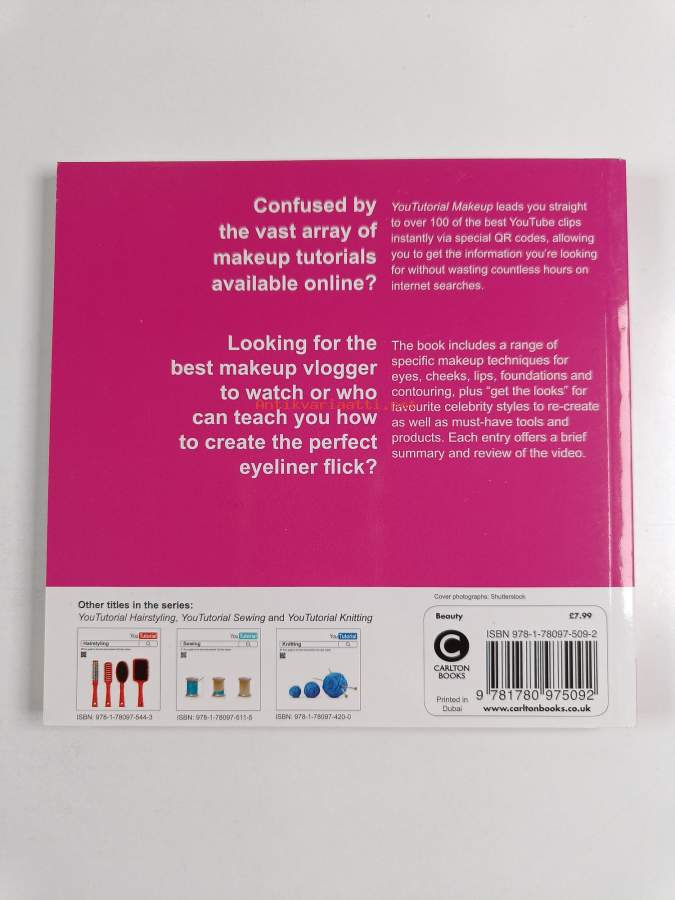 Confused by
the vast array of
makeup tutorials
available online?
YouTutorial Makeup leads you straight
to over 100 of the best YouTube clips
instantly via special QR codes, allowing
you to get the information you're looking
for without wasting countless hours on
internet searches.
Looking for the
best makeup vlogger
to watch or who
can teach you how
to create the perfect
eyeliner flick?
The book includes a range of
specific makeup techniques for
eyes, cheeks, lips, foundations and
contouring, plus “get the looks” for
favourite celebrity styles to re-create
as well as must-have tools and
products. Each entry offers a brief
summary and review of the video.
Antikvariaatti.net
Other titles in the series:
YouTutorial Hairstyling, YouTutorial Sewing and YouTutorial Knitting
YouTutorial
Hairstyling
ISBN: 978-1-78097-544-3
YouTutorial
Sewing
ISBN: 978-1-78097-611-5
YouTutorial
Knitting
ISBN: 978-1-78097-420-0
Cover photographs: Shutterstock
Beauty
£7.99
CARLTON
BOOKS
Printed in
Dubai
ISBN 978-1-78097-509-2
9 781780 975092
www.carltonbooks.co.uk